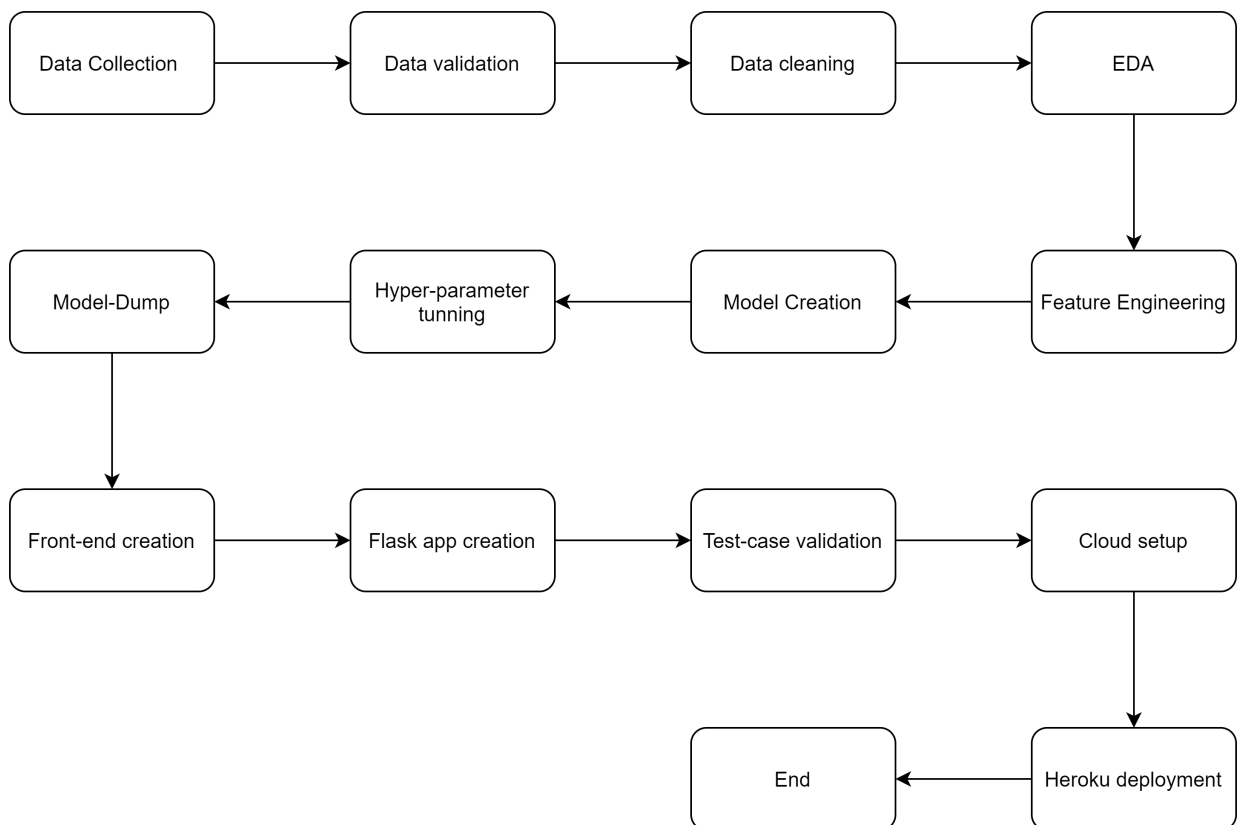 Data Collection
Data validation
Data cleaning
EDA
Feature Engineering
Model Creation
Hyper-parameter
tunning
Model-Dump
Front-end creation
Flask app creation
Test-case validation
Cloud setup
Heroku deployment
End